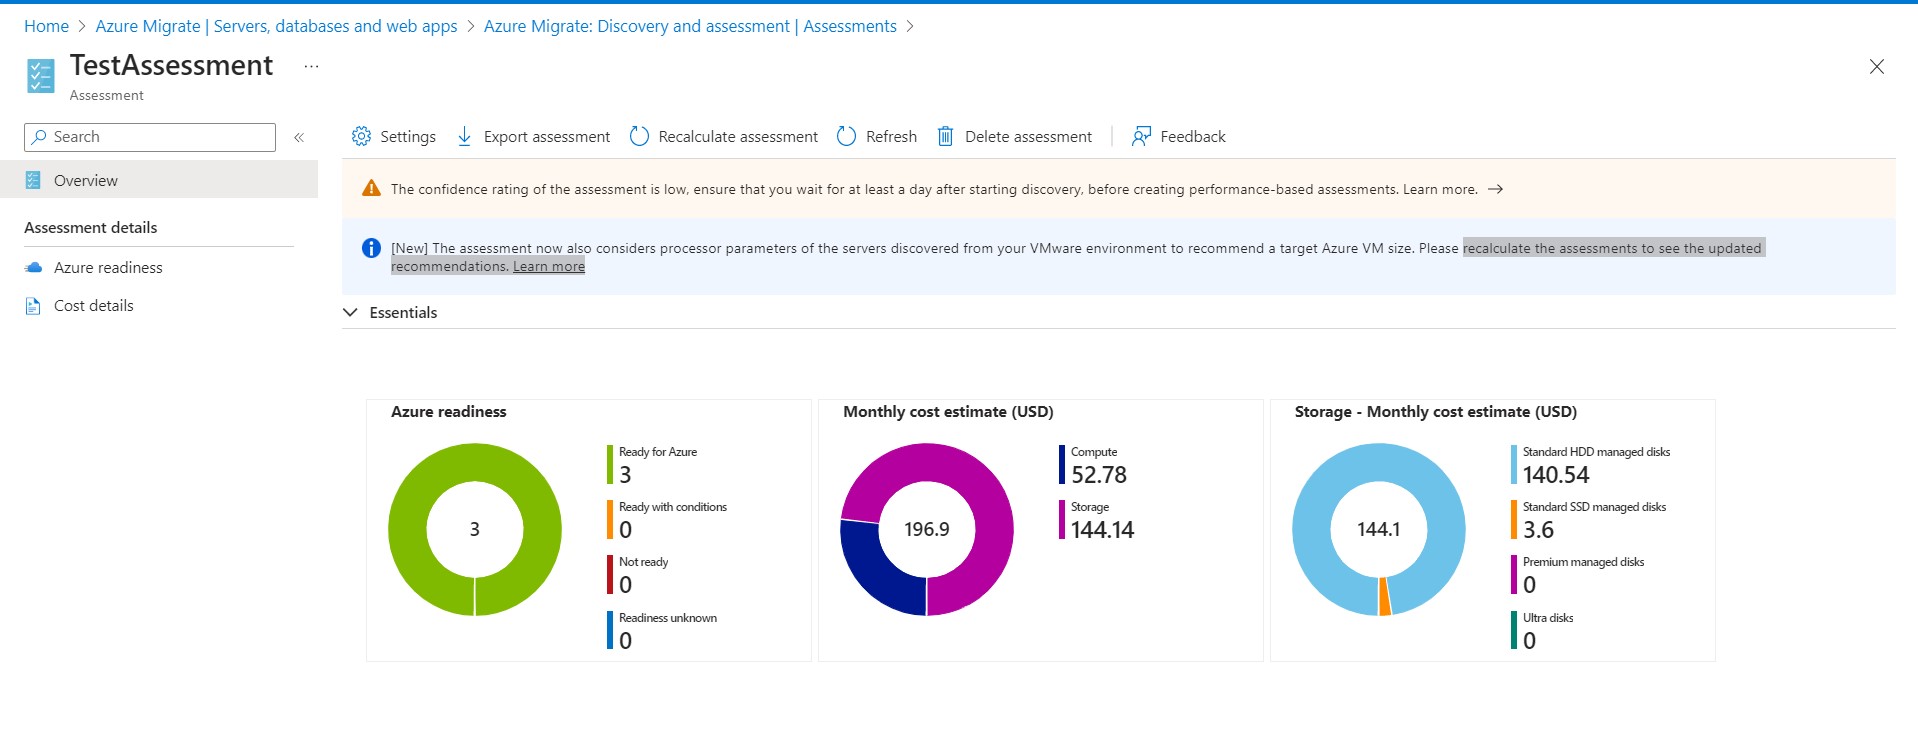 Home > Azure Migrate | Servers, databases and web apps > Azure Migrate: Discovery and assessment | Assessments >
TestAssessment ...
Assessment
Search «
Overview
Assessment details
Azure readiness
Cost details
Settings Export assessment Recalculate assessment Refresh Delete assessment | Feedback
The confidence rating of the assessment is low, ensure that you wait for at least a day after starting discovery, before creating performance-based assessments. Learn more. →
[New] The assessment now also considers processor parameters of the servers discovered from your VMware environment to recommend a target Azure VM size. Please recalculate the assessments to see the updated
recommendations. Learn more
Essentials
Azure readiness
3
Ready for Azure
3
Ready with conditions
0
Not ready
0
Readiness unknown
0
Monthly cost estimate (USD)
196.9
Compute
52.78
Storage
144.14
Storage - Monthly cost estimate (USD)
144.1
Standard HDD managed disks
140.54
Standard SSD managed disks
3.6
Premium managed disks
0
Ultra disks
0